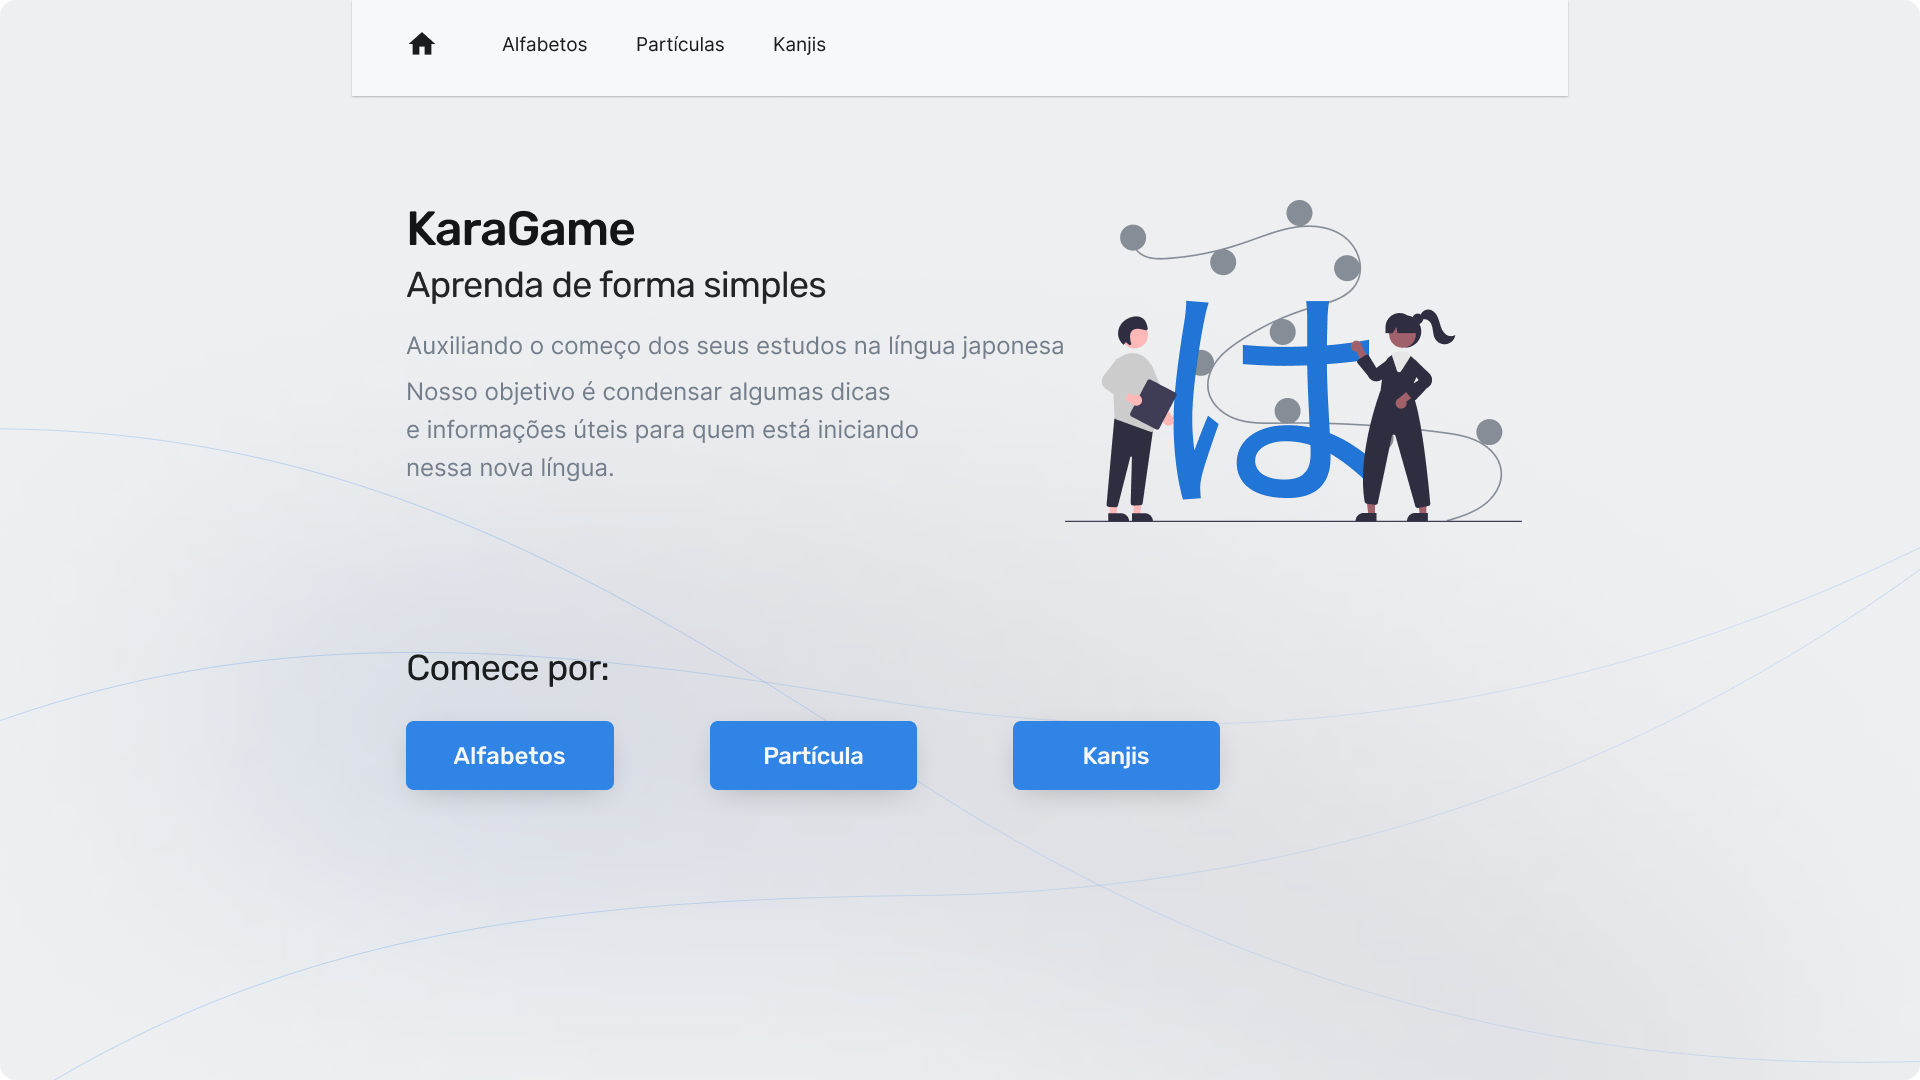 Alfabetos Partículas Kanjis
KaraGame
Aprenda de forma simples
Auxiliando o começo dos seus estudos na língua japonesa
Nosso objetivo é condensar algumas dicas
e informações úteis para quem está iniciando
nessa nova língua.
は
Comece por:
Alfabetos Partícula Kanjis